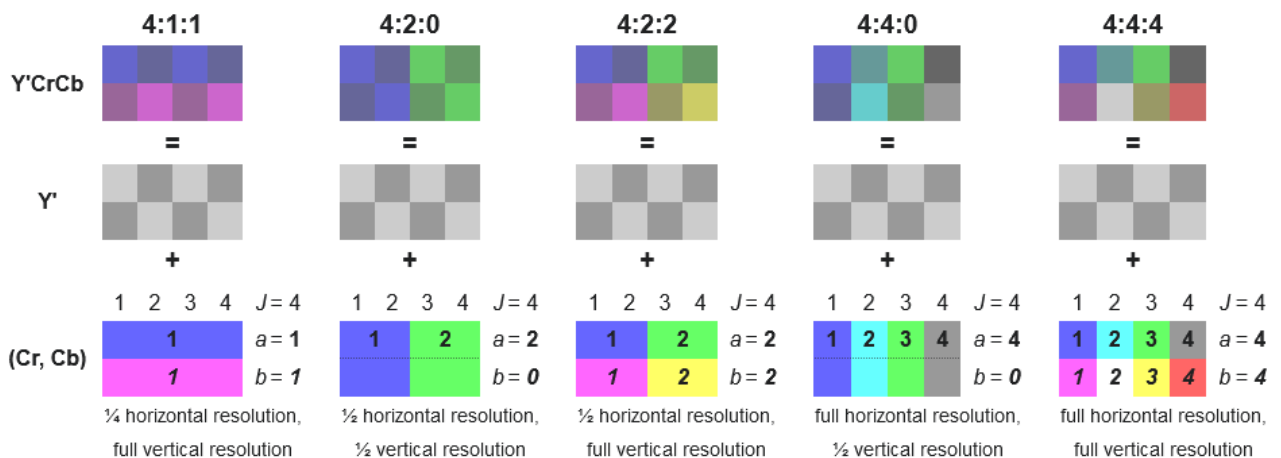 4:1:1 4:2:0 4:2:2 4:4:0 4:4:4
Y'CrCb
= = = = =
Y'
+ + + + +
1 2 3 4 J = 4 1 2 3 4 J = 4 1 2 3 4 J = 4 1 2 3 4 J = 4 1 2 3 4 J = 4
1 a = 1 1 2 a = 2 1 2 a = 2 1 2 3 4 a = 4 1 2 3 4 a = 4
(Cr, Cb)
1 b = 1 b = 0 1 2 b = 2 b = 0 1 2 3 4 b = 4
¼ horizontal resolution, ½ horizontal resolution, ½ horizontal resolution, full horizontal resolution, full horizontal resolution,
full vertical resolution ½ vertical resolution full vertical resolution ½ vertical resolution full vertical resolution